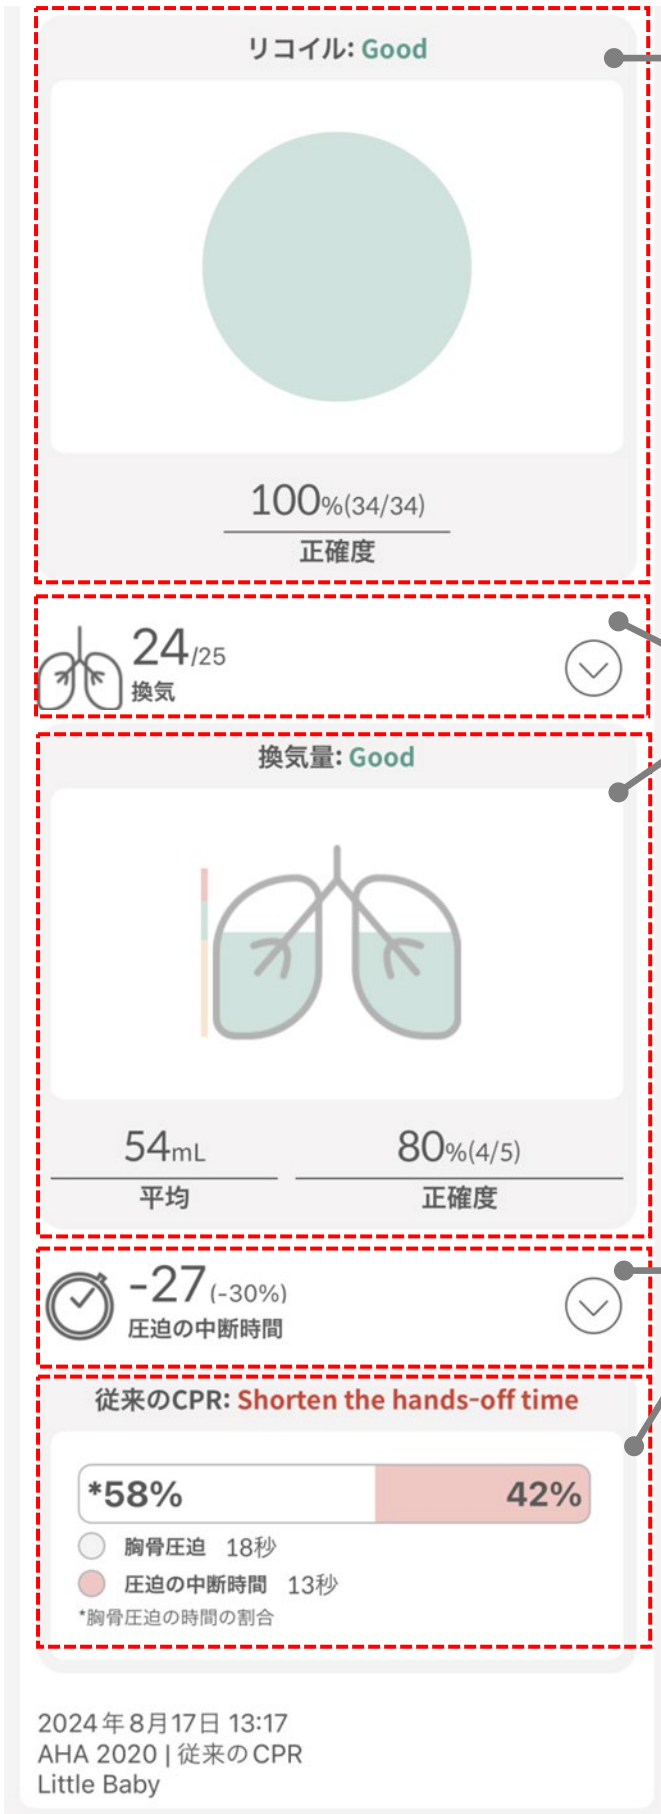 リコイル: Good
100%(34/34)
正確度
24/25
換気
換気量: Good
54mL
平均
80%(4/5)
正確度
-27(-30%)
圧迫の中断時間
従来のCPR: Shorten the hands-off time
*58% 42%
胸骨圧迫 18秒
圧迫の中断時間 13秒
*胸骨圧迫の時間の割合
2024年8月17日 13:17
AHA 2020 | 従来のCPR
Little Baby